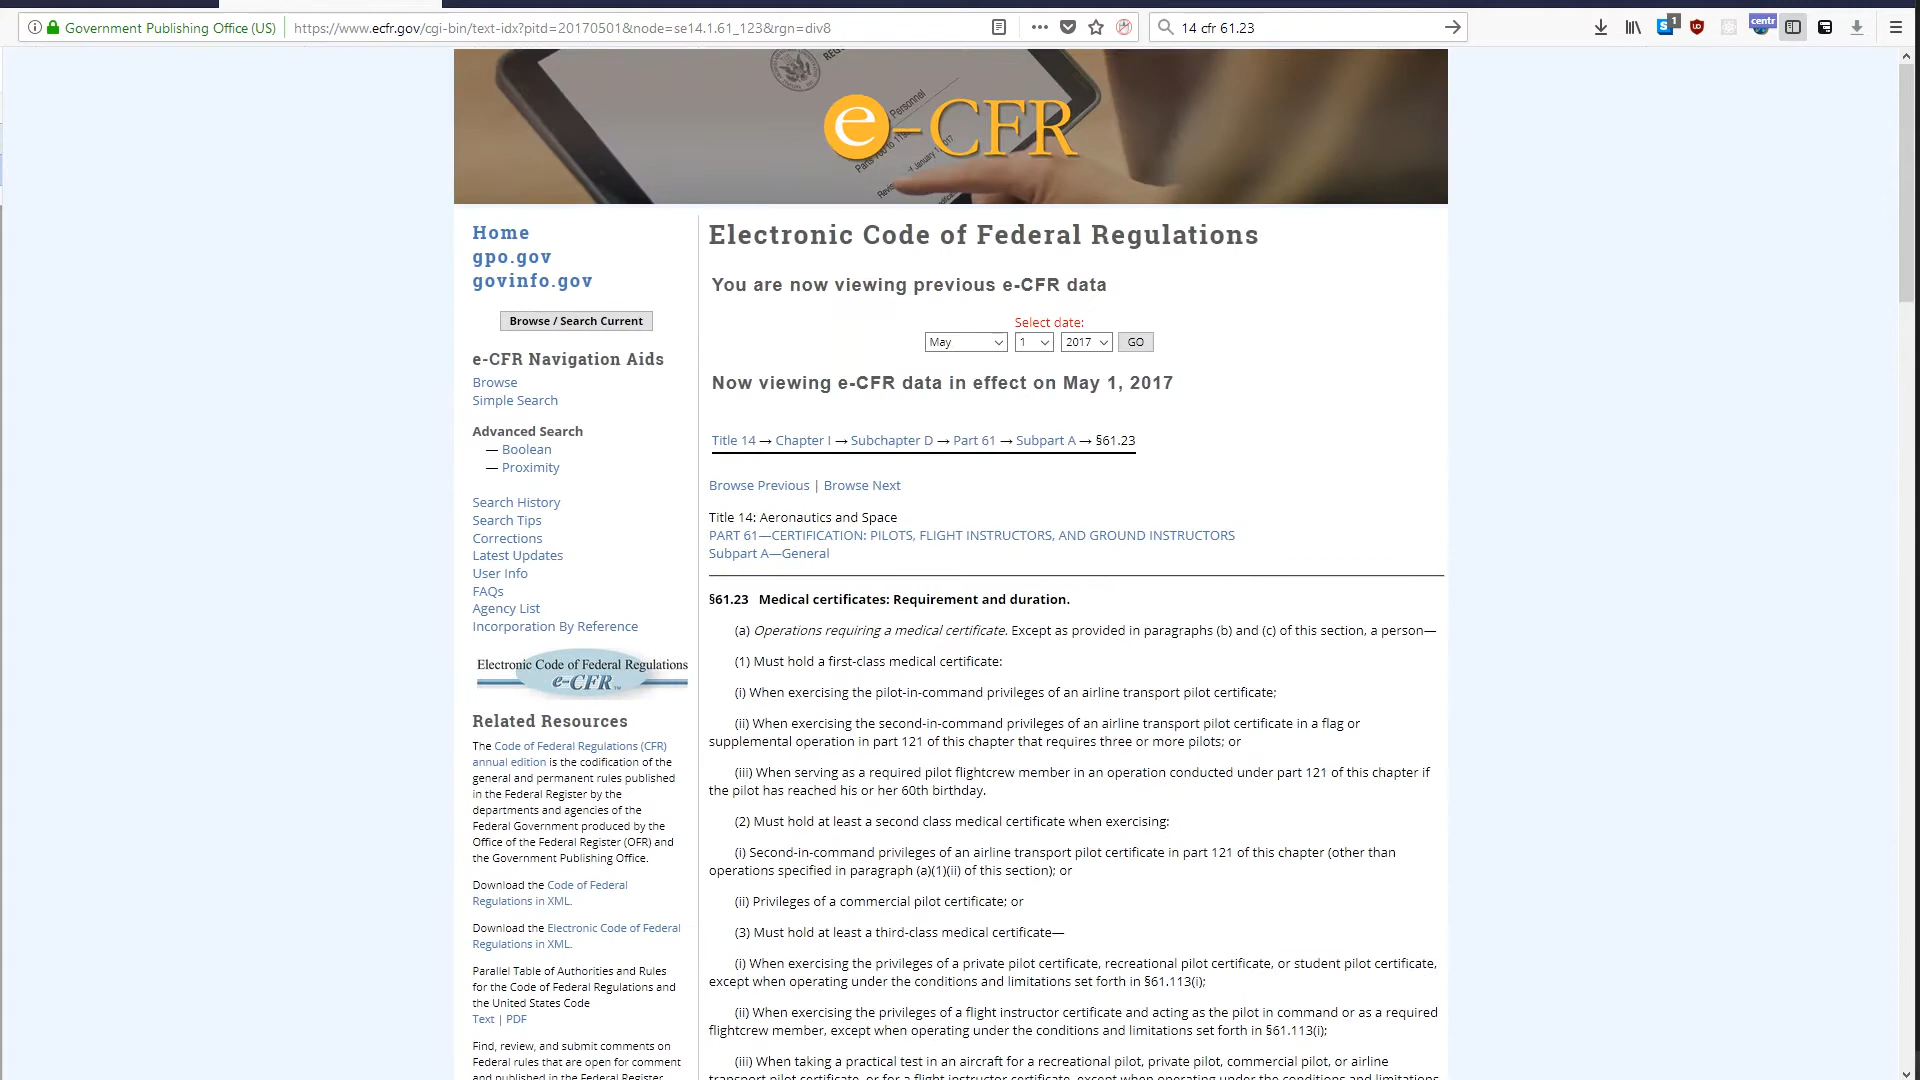 Government Publishing Office (US)
https://www.ecfr.gov/cgi-bin/text-idx?pitd=20170501&node=se14.1.61_123&rgn=div8
14 cfr 61.23
1
centr
Personnel
e-CFR
Home
gpo.gov
govinfo.gov
Browse / Search Current
e-CFR Navigation Aids
Browse
Simple Search
Advanced Search
— Boolean
— Proximity
Search History
Search Tips
Corrections
Latest Updates
User Info
FAQs
Agency List
Incorporation By Reference
Electronic Code of Federal Regulations
e-CFR
Related Resources
The Code of Federal Regulations (CFR)
annual edition is the codification of the
general and permanent rules published
in the Federal Register by the
departments and agencies of the
Federal Government produced by the
Office of the Federal Register (OFR) and
the Government Publishing Office.
Download the Code of Federal
Regulations in XML.
Download the Electronic Code of Federal
Regulations in XML.
Parallel Table of Authorities and Rules
for the Code of Federal Regulations and
the United States Code
Text | PDF
Find, review, and submit comments on
Federal rules that are open for comment
and published in the Federal Register
Electronic Code of Federal Regulations
You are now viewing previous e-CFR data
Select date:
May 1 2017 GO
Now viewing e-CFR data in effect on May 1, 2017
Title 14 → Chapter I → Subchapter D → Part 61 → Subpart A → §61.23
Browse Previous | Browse Next
Title 14: Aeronautics and Space
PART 61—CERTIFICATION: PILOTS, FLIGHT INSTRUCTORS, AND GROUND INSTRUCTORS
Subpart A—General
§61.23 Medical certificates: Requirement and duration.
(a) Operations requiring a medical certificate. Except as provided in paragraphs (b) and (c) of this section, a person—
(1) Must hold a first-class medical certificate:
(i) When exercising the pilot-in-command privileges of an airline transport pilot certificate;
(ii) When exercising the second-in-command privileges of an airline transport pilot certificate in a flag or
supplemental operation in part 121 of this chapter that requires three or more pilots; or
(iii) When serving as a required pilot flightcrew member in an operation conducted under part 121 of this chapter if
the pilot has reached his or her 60th birthday.
(2) Must hold at least a second class medical certificate when exercising:
(i) Second-in-command privileges of an airline transport pilot certificate in part 121 of this chapter (other than
operations specified in paragraph (a)(1)(ii) of this section); or
(ii) Privileges of a commercial pilot certificate; or
(3) Must hold at least a third-class medical certificate—
(i) When exercising the privileges of a private pilot certificate, recreational pilot certificate, or student pilot certificate,
except when operating under the conditions and limitations set forth in §61.113(i);
(ii) When exercising the privileges of a flight instructor certificate and acting as the pilot in command or as a required
flightcrew member, except when operating under the conditions and limitations set forth in §61.113(i);
(iii) When taking a practical test in an aircraft for a recreational pilot, private pilot, commercial pilot, or airline
transport pilot certificate, or for a flight instructor certificate, except when operating under the conditions and limitations